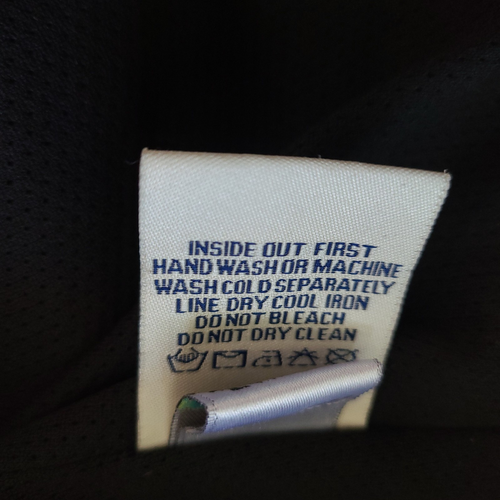 INSIDE OUT FIRST
HAND WASH OR MACHINE
WASH COLD SEPARATELY
LINE DRY COOL IRON
DO NOT BLEACH
DO NOT DRY CLEAN